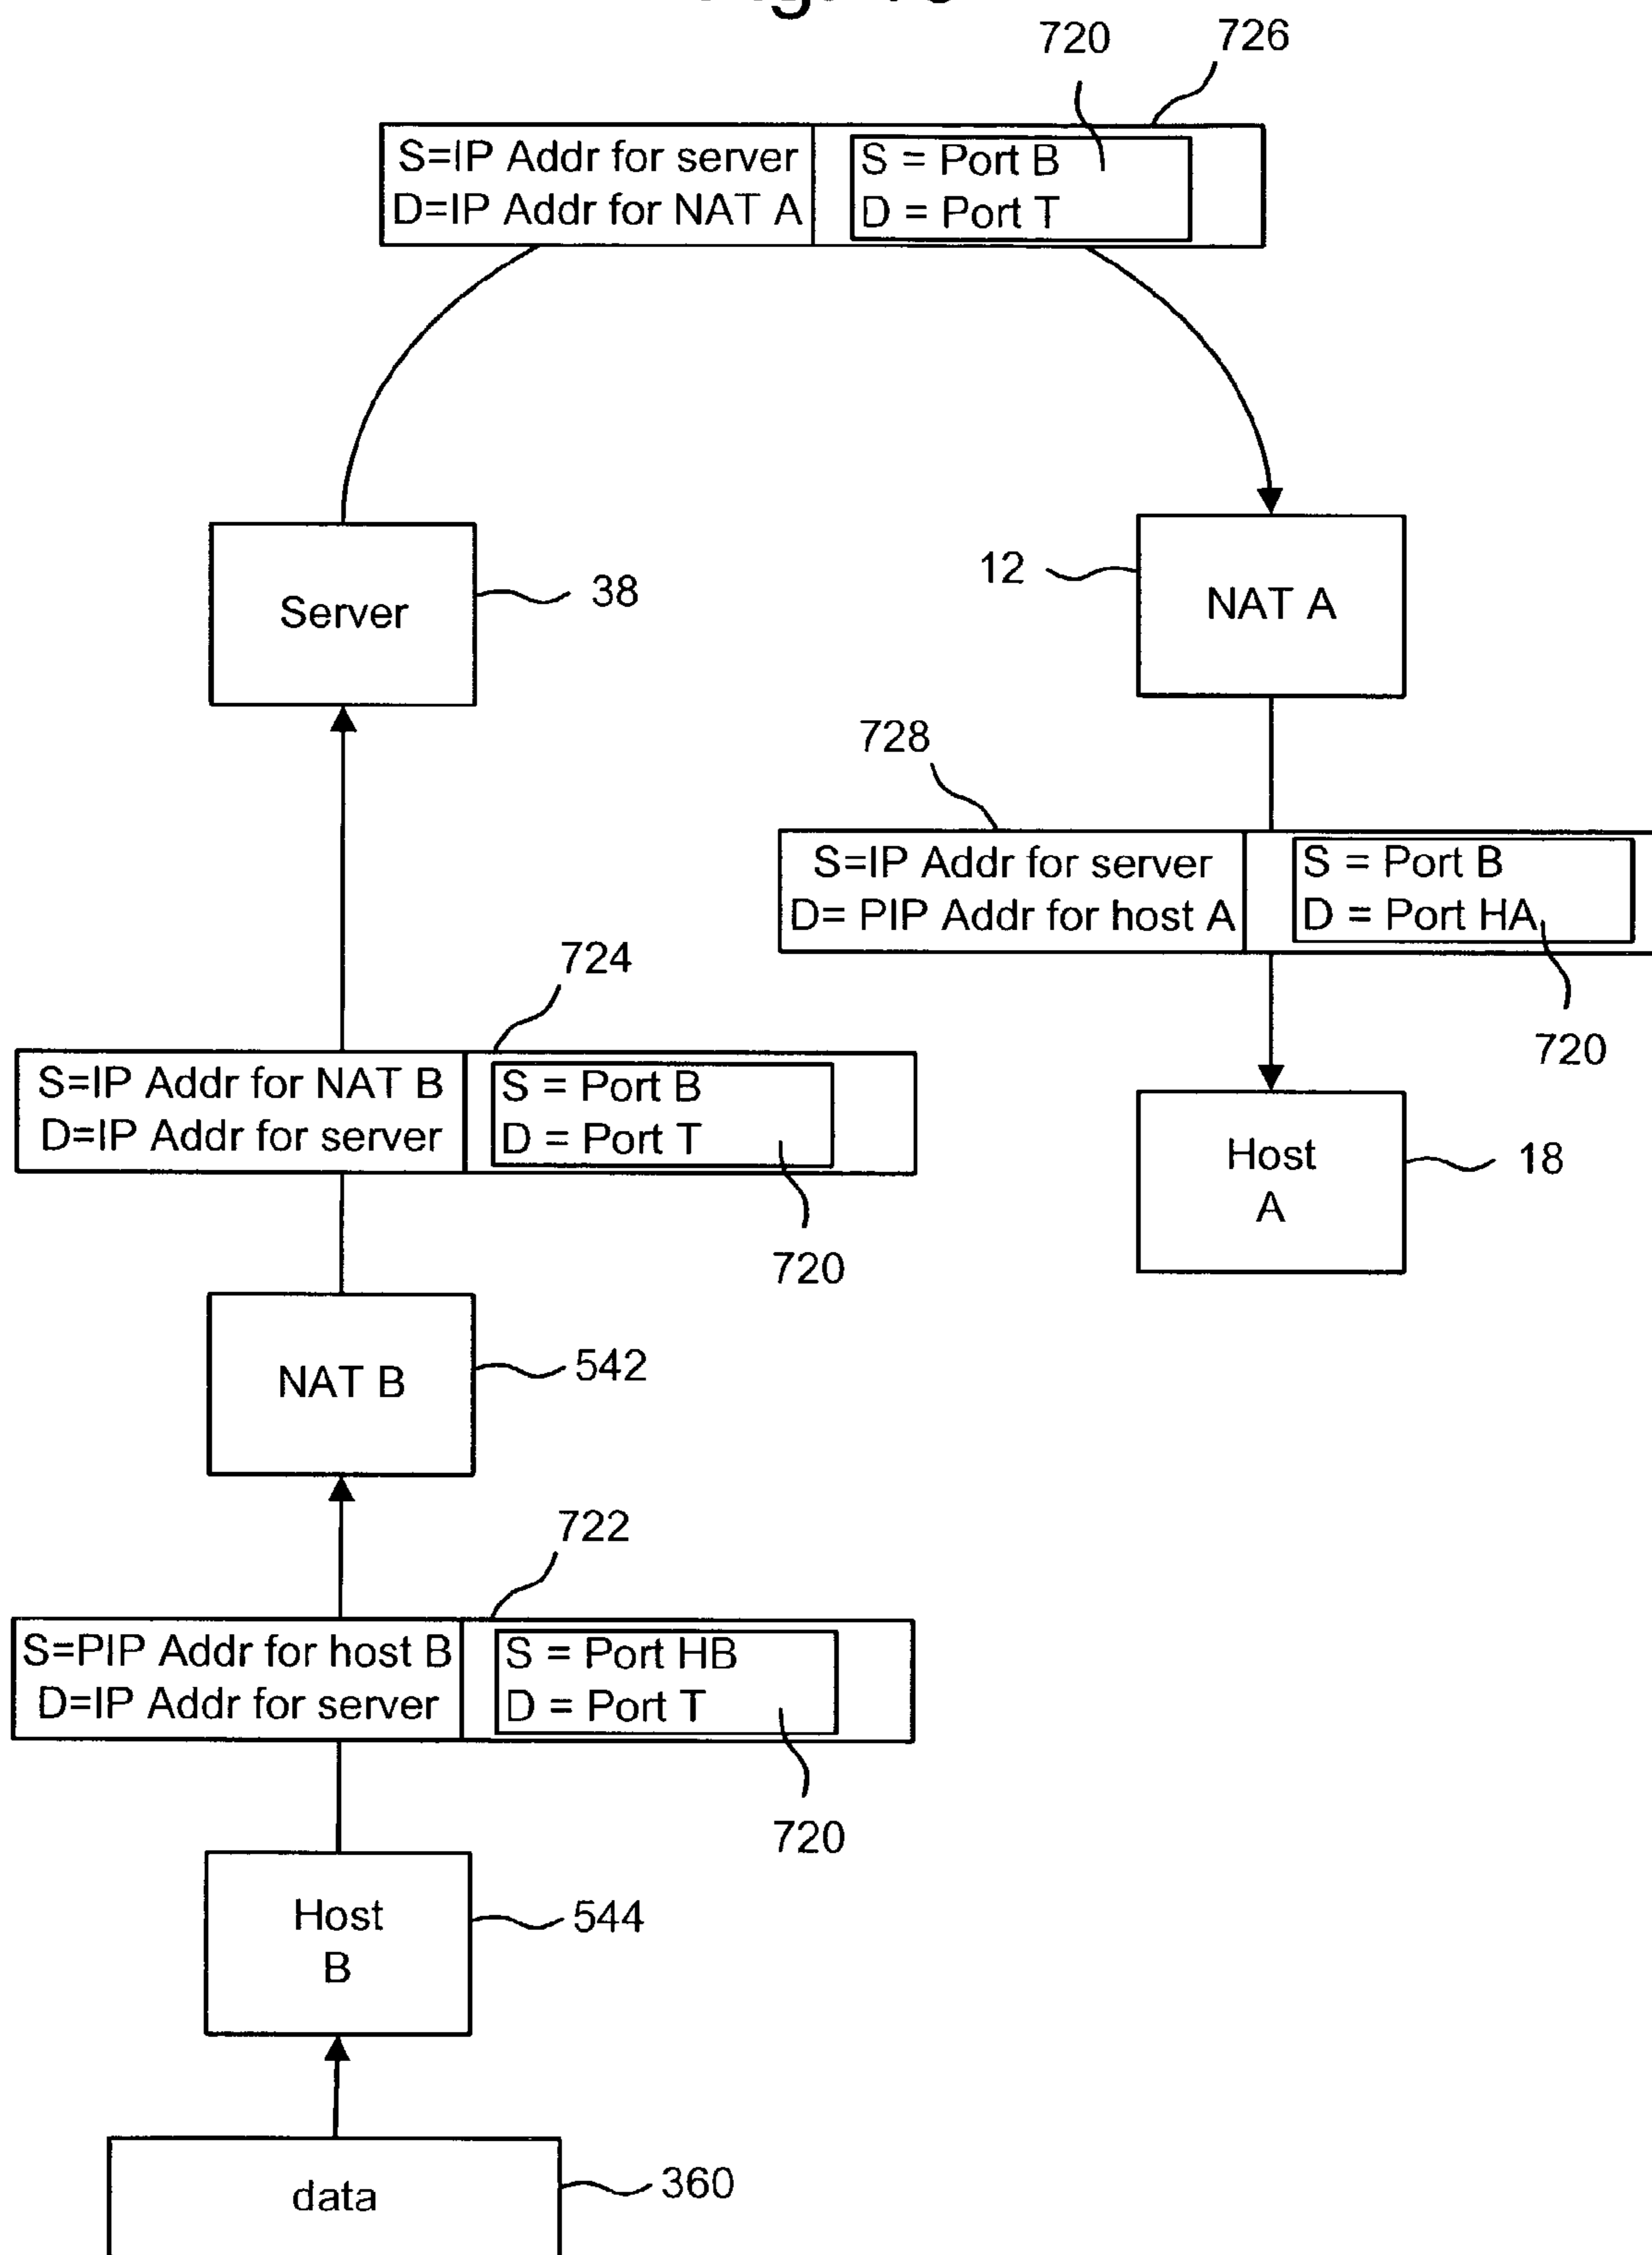 720
726
S=IP Addr for server
D=IP Addr for NAT A
S = Port B
D = Port T
Server
38
12
NAT A
728
S=IP Addr for server
D= PIP Addr for host A
S = Port B
D = Port HA
720
724
S=IP Addr for NAT B
D=IP Addr for server
S = Port B
D = Port T
720
Host
A
18
NAT B
542
722
S=PIP Addr for host B
D=IP Addr for server
S = Port HB
D = Port T
720
Host
B
544
data
360